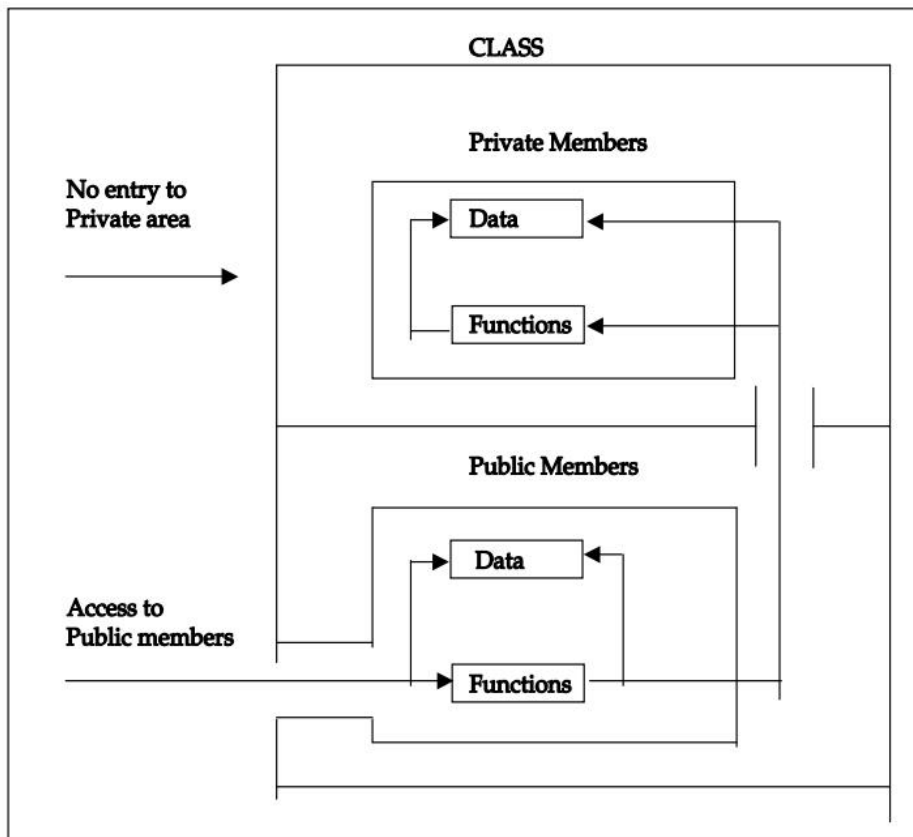 CLASS
Private Members
No entry to
Private area
Data
Functions
Public Members
Data
Access to
Public members
Functions